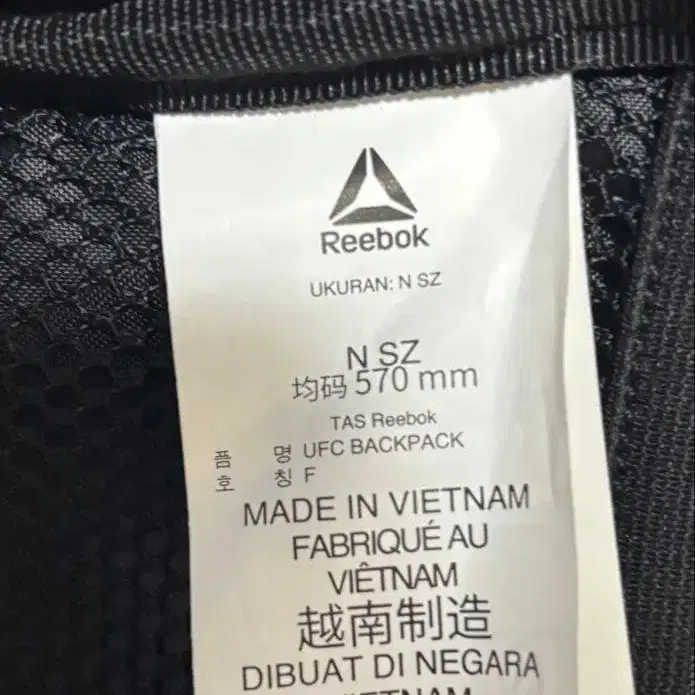 Reebok
UKURAN: N SZ
N SZ
均码 570 mm
TAS Reebok
품 명 UFC BACKPACK
호 칭 F
MADE IN VIETNAM
FABRIQUÉ AU
VIÊTNAM
越南制造
DIBUAT DI NEGARA
VIETNAM